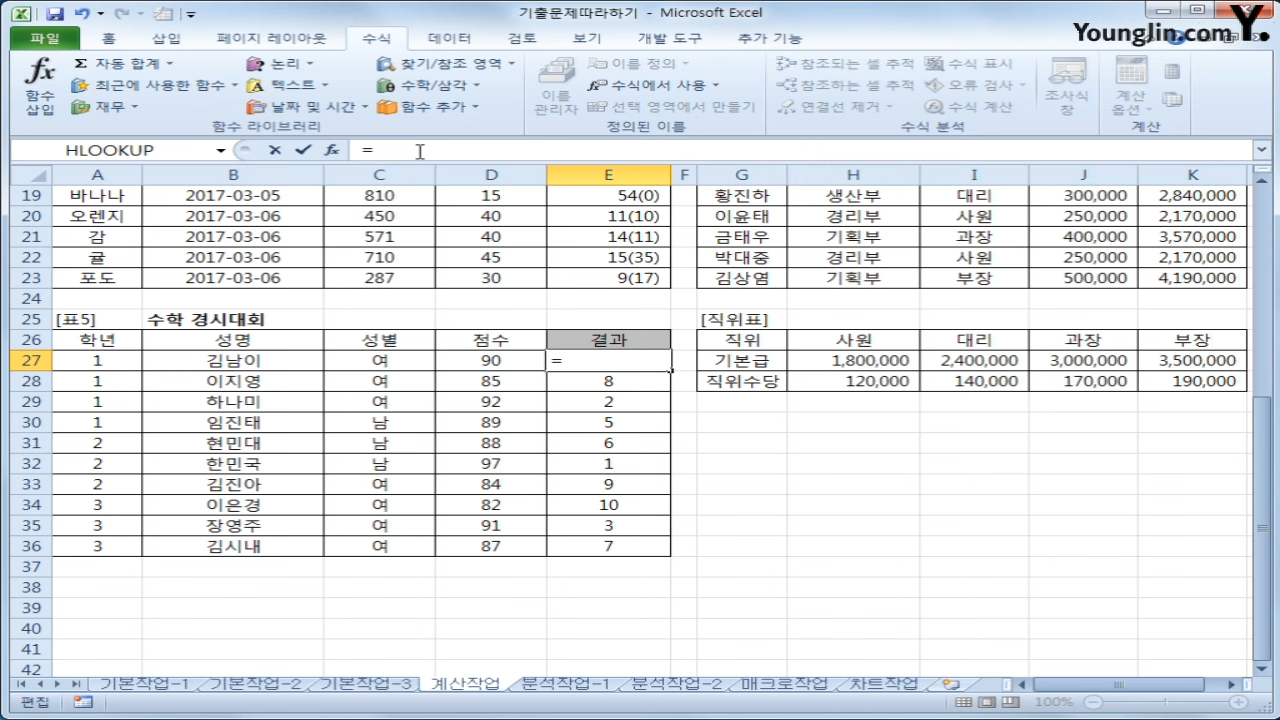 기출문제따라하기 - Microsoft Excel
Younglin.com Y.
파일 홈 삽입 페이지 레이아웃 수식 데이터 검토 보기 개발 도구 추가 기능
fx 함수 삽입
Σ 자동 합계 논리 찾기/참조 영역
최근에 사용한 함수 텍스트 수학/삼각
재무 날짜 및 시간 함수 추가
함수 라이브러리
이름 관리자
이름 정의
수식에서 사용
선택 영역에서 만들기
정의된 이름
참조되는 셀 추적 수식 표시
참조하는 셀 추적 오류 검사
연결선 제거 수식 계산
조사식 창
수식 분석
계산 옵션
계산
HLOOKUP fx =
A B C D E F G H I J K
19 바나나 2017-03-05 810 15 54(0) 황진하 생산부 대리 300,000 2,840,000
20 오렌지 2017-03-06 450 40 11(10) 이윤태 경리부 사원 250,000 2,170,000
21 감 2017-03-06 571 40 14(11) 금태우 기획부 과장 400,000 3,570,000
22 귤 2017-03-06 710 45 15(35) 박대중 경리부 사원 250,000 2,170,000
23 포도 2017-03-06 287 30 9(17) 김상염 기획부 부장 500,000 4,190,000
24
25 [표5] 수학 경시대회 [직위표]
26 학년 성명 성별 점수 결과 직위 사원 대리 과장 부장
27 1 김남이 여 90 = 기본급 1,800,000 2,400,000 3,000,000 3,500,000
28 1 이지영 여 85 8 직위수당 120,000 140,000 170,000 190,000
29 1 하나미 여 92 2
30 1 임진태 남 89 5
31 2 현민대 남 88 6
32 2 한민국 남 97 1
33 2 김진아 여 84 9
34 3 이은경 여 82 10
35 3 장영주 여 91 3
36 3 김시내 여 87 7
37
38
39
40
41
42
기본작업-1 기본작업-2 기본작업-3 계산작업 분석작업-1 분석작업-2 매크로작업 차트작업
편집 100%